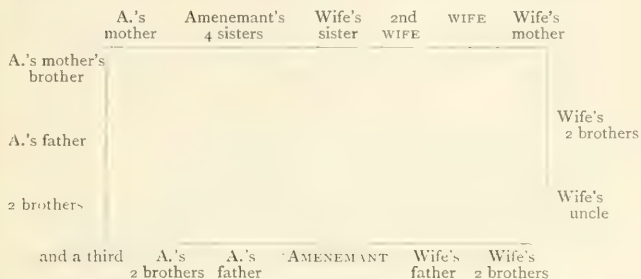 A.'s Amenemant's Wife's 2nd WIFE Wife's
mother 4 sisters sister WIFE mother
A.'s mother's
brother
Wife's
2 brothers
A.'s father
2 brothers
Wife's
uncle
and a third A.'s A.'s AMENEMANT Wife's Wife's
2 brothers father father 2 brothers